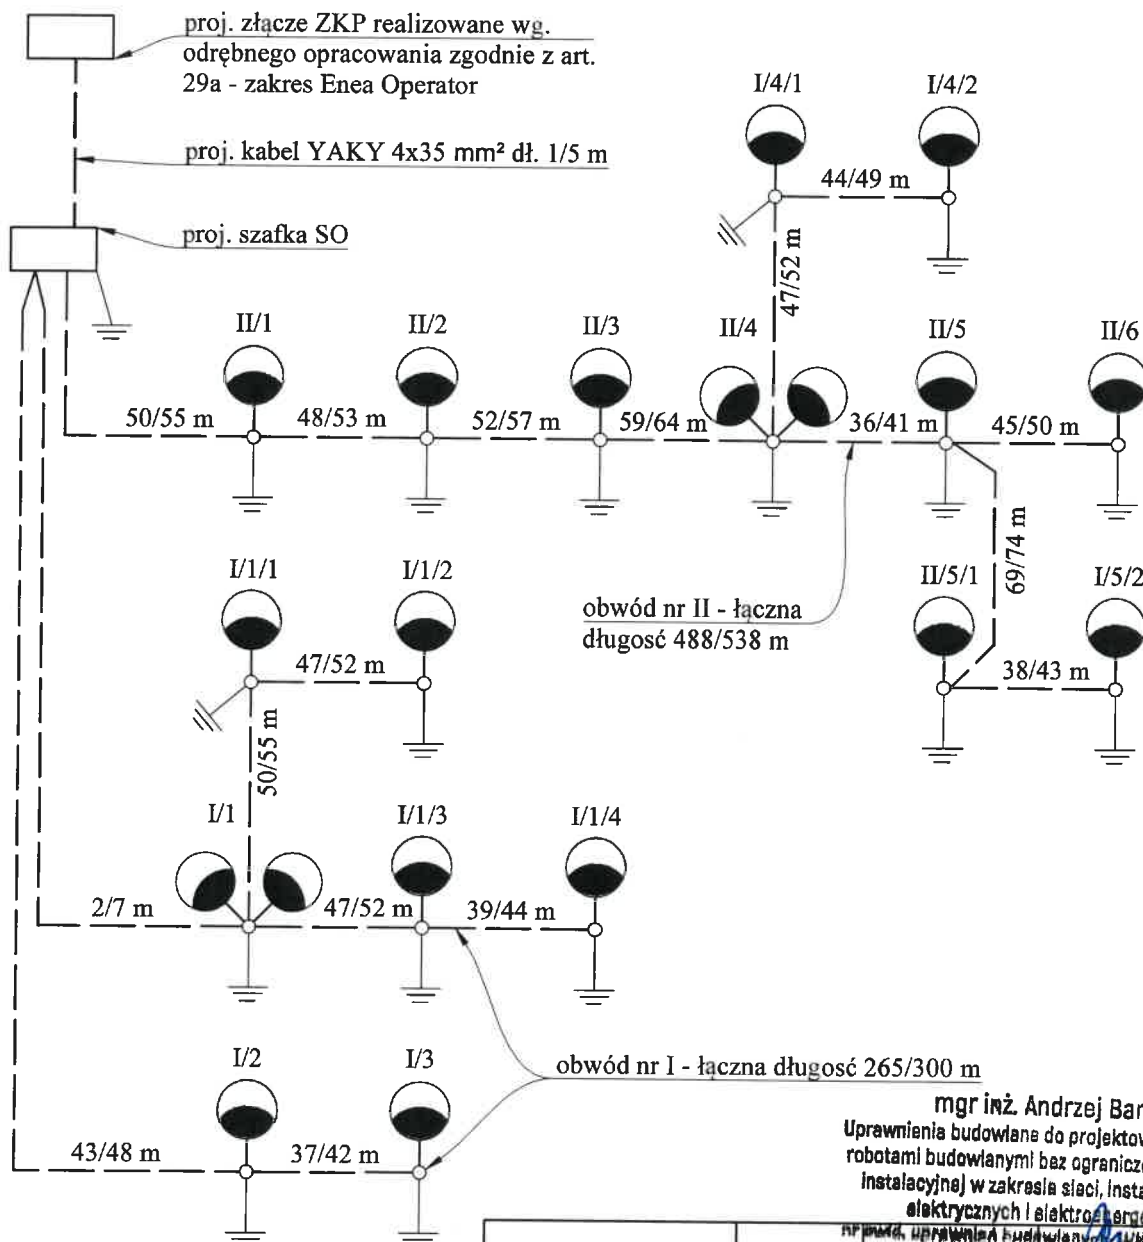 proj. złącze ZKP realizowane wg.
odrębnego opracowania zgodnie z art.
29a - zakres Enea Operator
proj. kabel YAKY 4x35 mm² dł. 1/5 m
proj. szafka SO
I/4/1
I/4/2
44/49 m
47/52 m
II/1
II/2
II/3
II/4
II/5
II/6
50/55 m
48/53 m
52/57 m
59/64 m
36/41 m
45/50 m
69/74 m
obwód nr II - łączna
długosć 488/538 m
II/5/1
I/5/2
38/43 m
I/1/1
I/1/2
47/52 m
50/55 m
I/1
I/1/3
I/1/4
2/7 m
47/52 m
39/44 m
obwód nr I - łączna długosć 265/300 m
I/2
I/3
43/48 m
37/42 m
mgr inż. Andrzej Bar
Uprawnienia budowlane do projektow
robotami budowlanymi bez ogranicz
instalacyjnej w zakresie sieci, insta
elektrycznych i
uprawnień